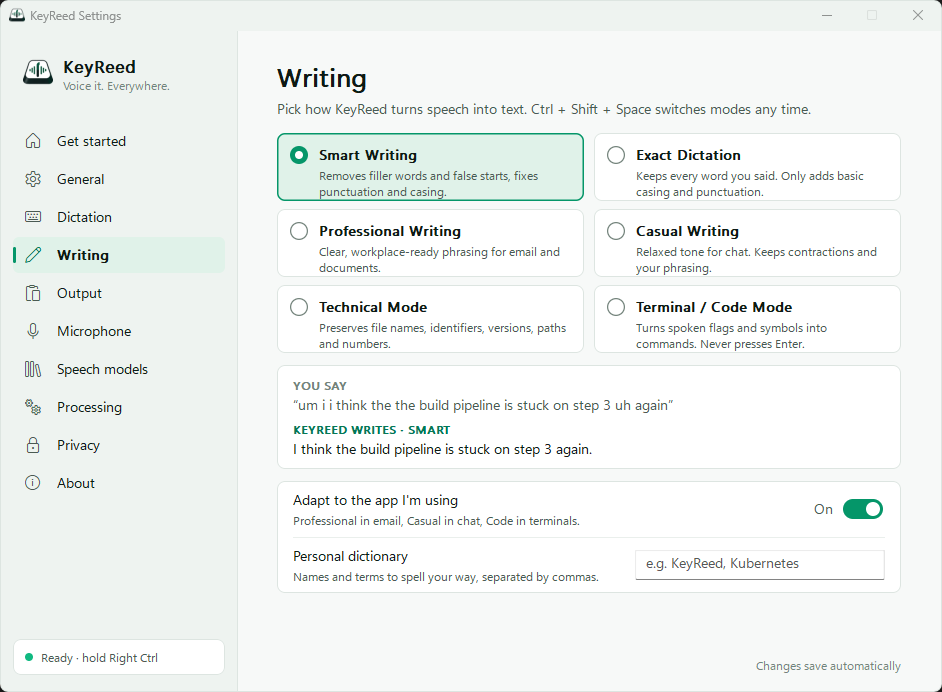 KeyReed Settings
KeyReed
Voice it. Everywhere.
Get started
General
Dictation
Writing
Output
Microphone
Speech models
Processing
Privacy
About
Ready · hold Right Ctrl
Writing
Pick how KeyReed turns speech into text. Ctrl + Shift + Space switches modes any time.
Smart Writing
Removes filler words and false starts, fixes
punctuation and casing.
Exact Dictation
Keeps every word you said. Only adds basic
casing and punctuation.
Professional Writing
Clear, workplace-ready phrasing for email and
documents.
Casual Writing
Relaxed tone for chat. Keeps contractions and
your phrasing.
Technical Mode
Preserves file names, identifiers, versions, paths
and numbers.
Terminal / Code Mode
Turns spoken flags and symbols into
commands. Never presses Enter.
YOU SAY
“um i i think the the build pipeline is stuck on step 3 uh again”
KEYREED WRITES · SMART
I think the build pipeline is stuck on step 3 again.
Adapt to the app I'm using
Professional in email, Casual in chat, Code in terminals.
On
Personal dictionary
Names and terms to spell your way, separated by commas.
e.g. KeyReed, Kubernetes
Changes save automatically